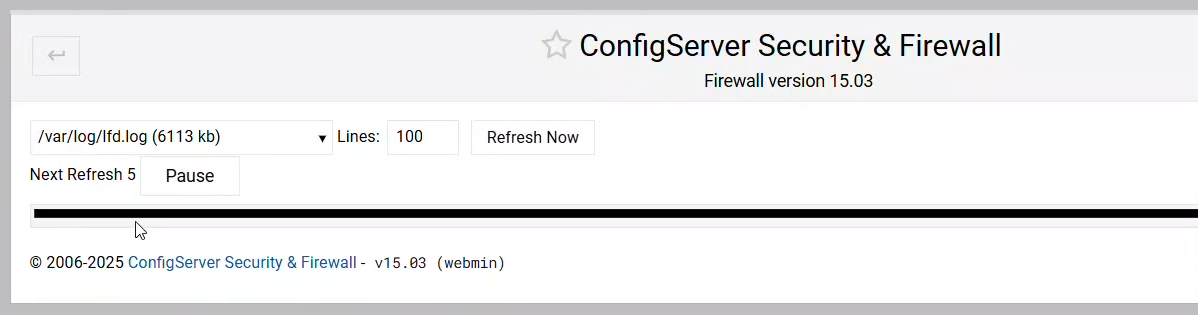 ConfigServer Security & Firewall
Firewall version 15.03
/var/log/lfd.log (6113 kb) Lines: 100 Refresh Now
Next Refresh 5 Pause
© 2006-2025 ConfigServer Security & Firewall - v15.03 (webmin)